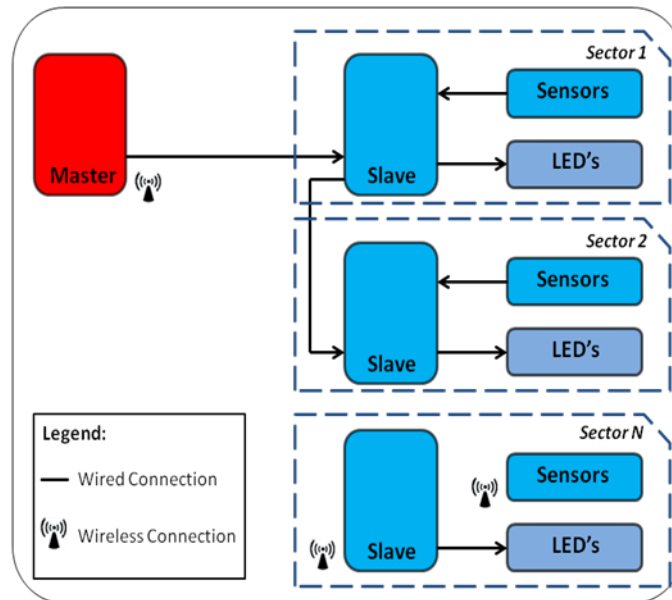 Sector 1
Master
Slave
Sensors
LED's
Sector 2
Slave
Sensors
LED's
Sector N
Slave
Sensors
LED's
Legend:
Wired Connection
Wireless Connection